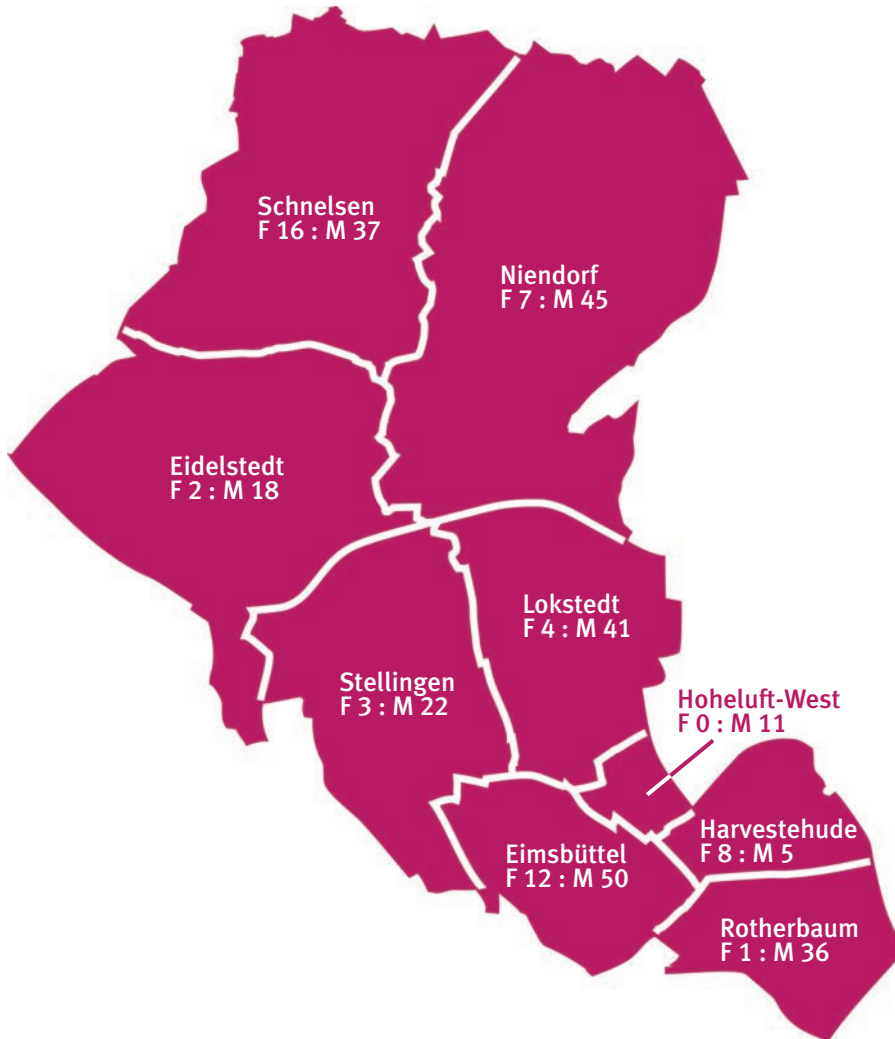 Schnelsen
F 16 : M 37
Niendorf
F 7 : M 45
Eidelstedt
F 2 : M 18
Lokstedt
F 4 : M 41
Stellingen
F 3 : M 22
Hoheluft-West
F 0 : M 11
Harvestehude
F 8 : M 5
Eimsbüttel
F 12 : M 50
Rotherbaum
F 1 : M 36